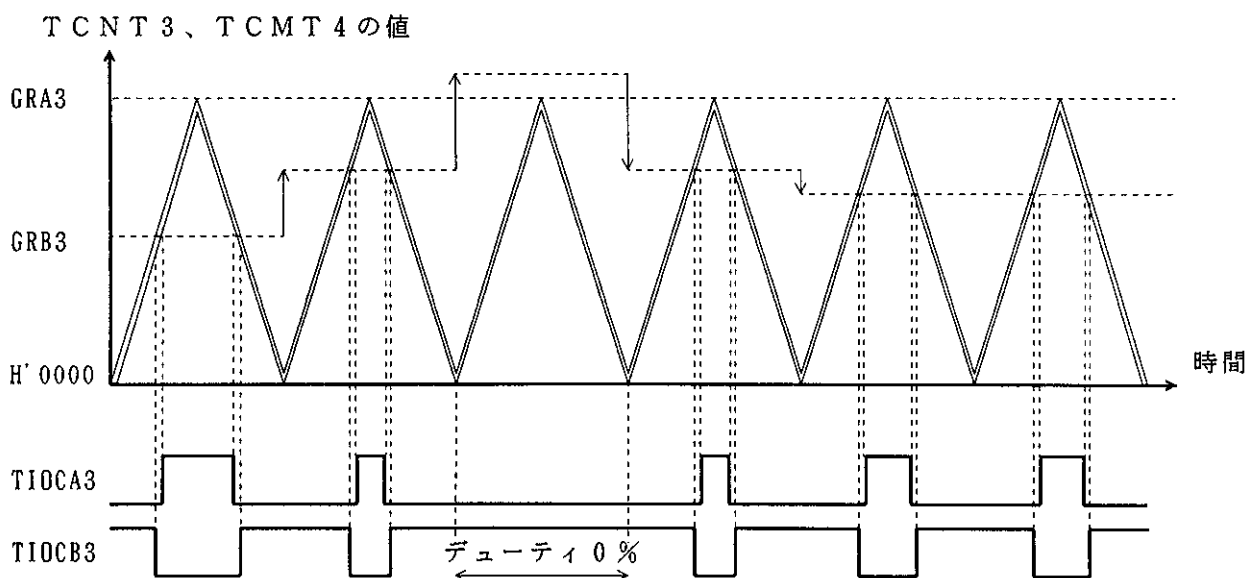 TCNT3、TCMT4の値
GRA3
GRB3
H'0000
時間
TIOCA3
TIOCB3
デューティ0%